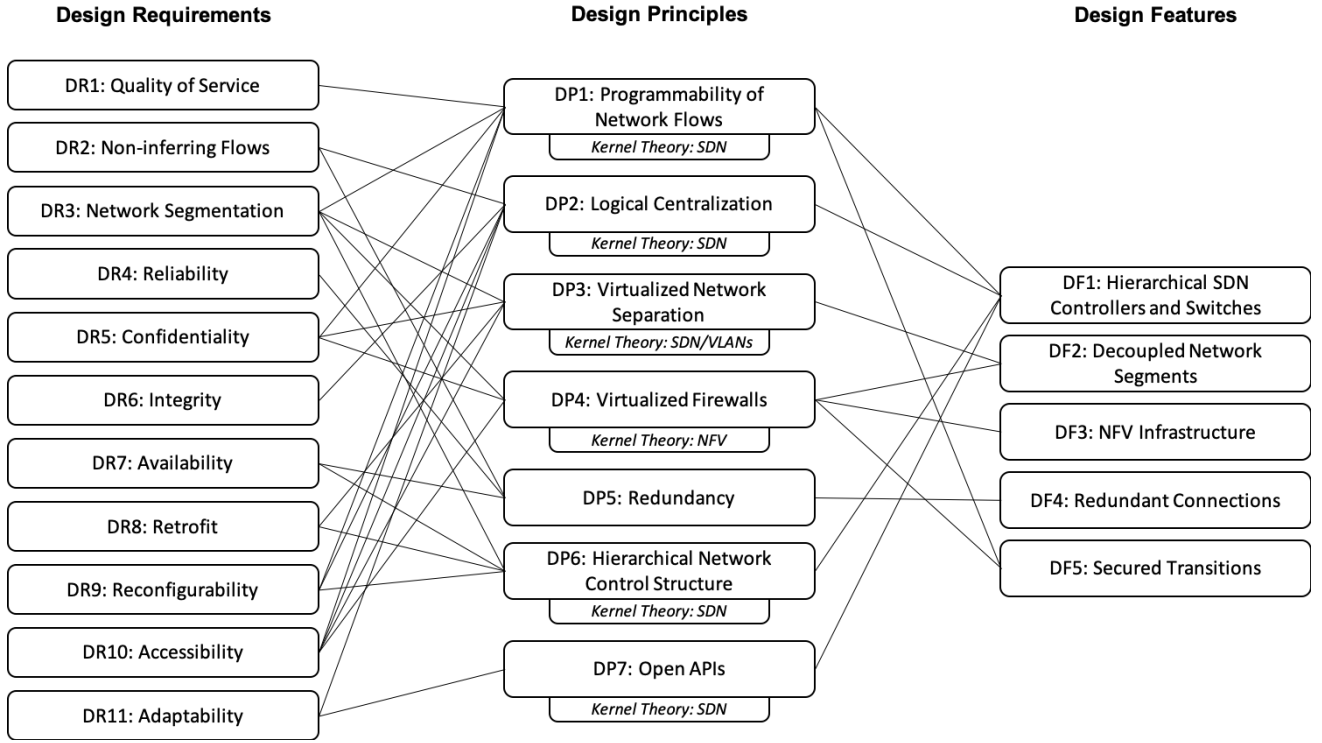 Design Requirements
Design Principles
Design Features
DR1: Quality of Service
DR2: Non-inferring Flows
DR3: Network Segmentation
DR4: Reliability
DR5: Confidentiality
DR6: Integrity
DR7: Availability
DR8: Retrofit
DR9: Reconfigurability
DR10: Accessibility
DR11: Adaptability
DP1: Programmability of
Network Flows
Kernel Theory: SDN
DP2: Logical Centralization
Kernel Theory: SDN
DP3: Virtualized Network
Separation
Kernel Theory: SDN/VLANs
DP4: Virtualized Firewalls
Kernel Theory: NFV
DP5: Redundancy
DP6: Hierarchical Network
Control Structure
Kernel Theory: SDN
DP7: Open APIs
Kernel Theory: SDN
DF1: Hierarchical SDN
Controllers and Switches
DF2: Decoupled Network
Segments
DF3: NFV Infrastructure
DF4: Redundant Connections
DF5: Secured Transitions